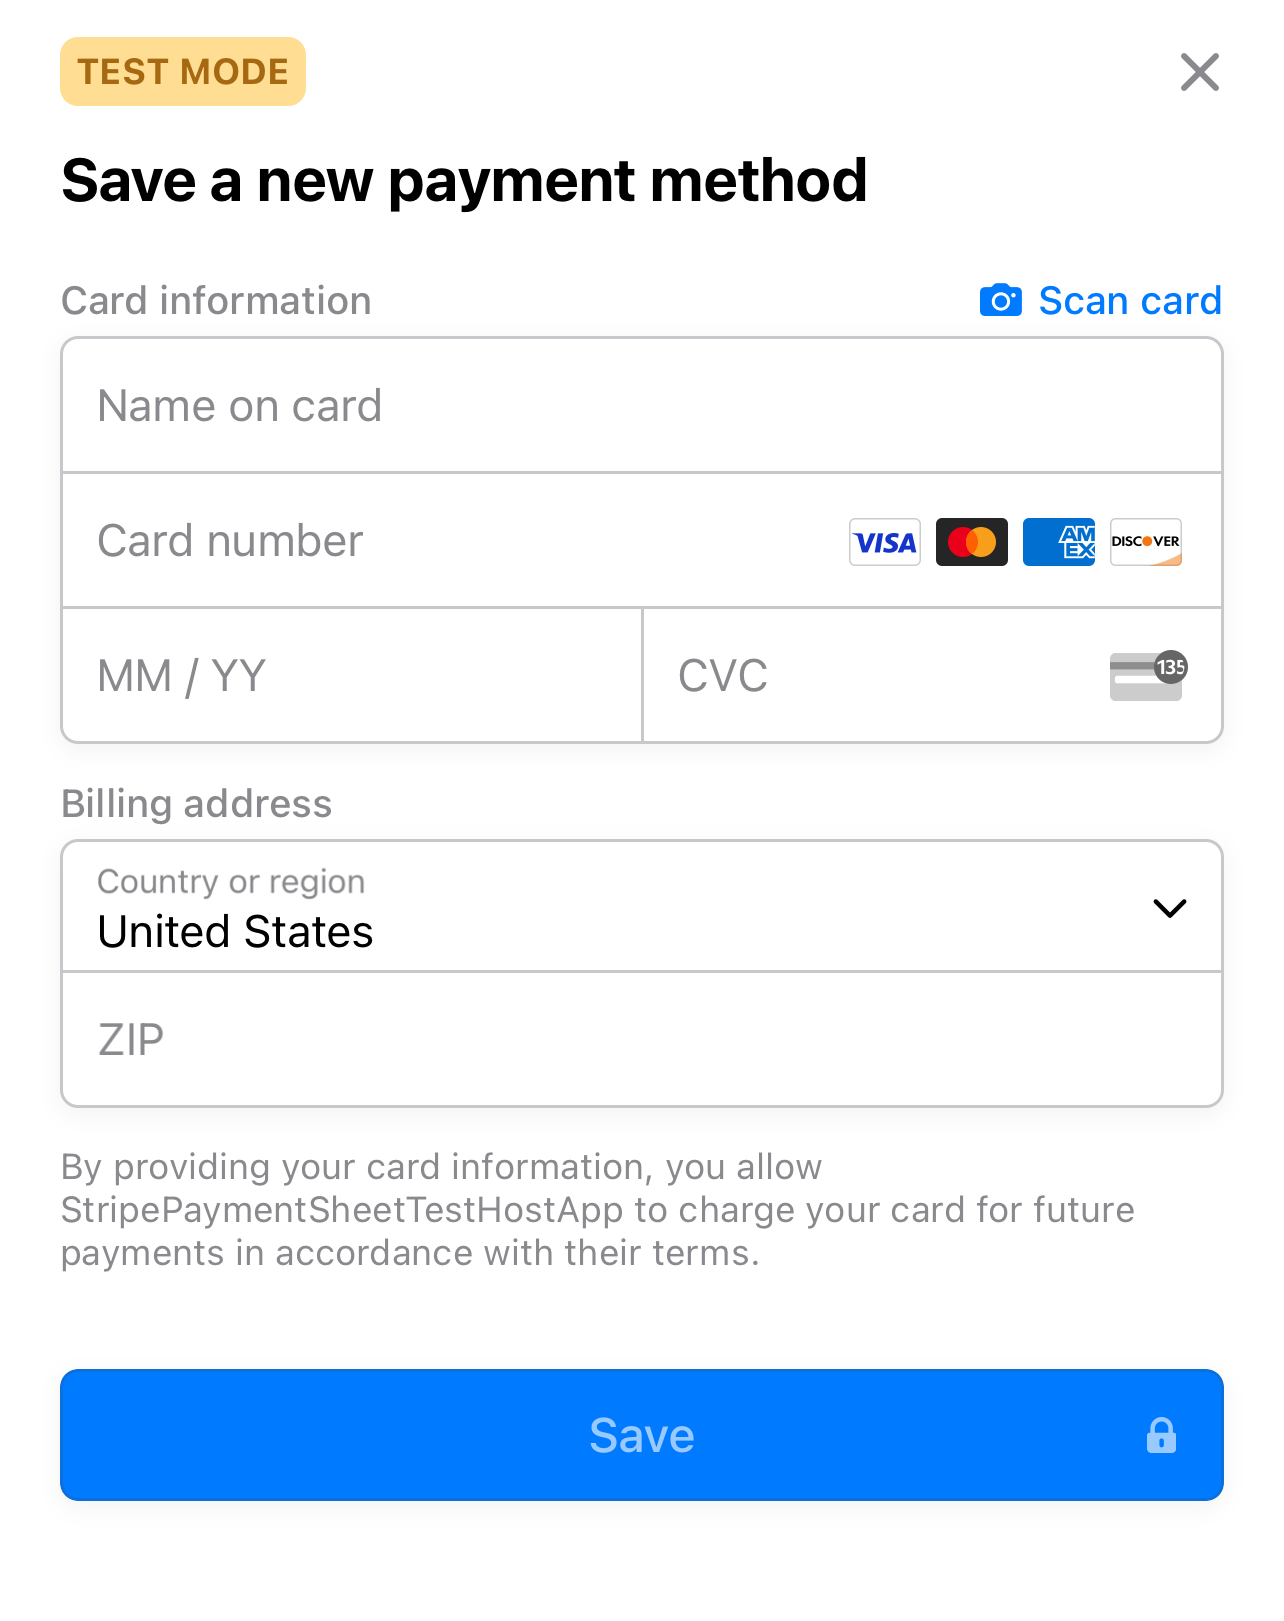 TEST MODE
Save a new payment method
Card information
Scan card
Name on card
Card number
VISA
AM
EX
DISCOVER
MM / YY
CVC
135
Billing address
Country or region
United States
ZIP
By providing your card information, you allow
StripePaymentSheetTestHostApp to charge your card for future
payments in accordance with their terms.
Save